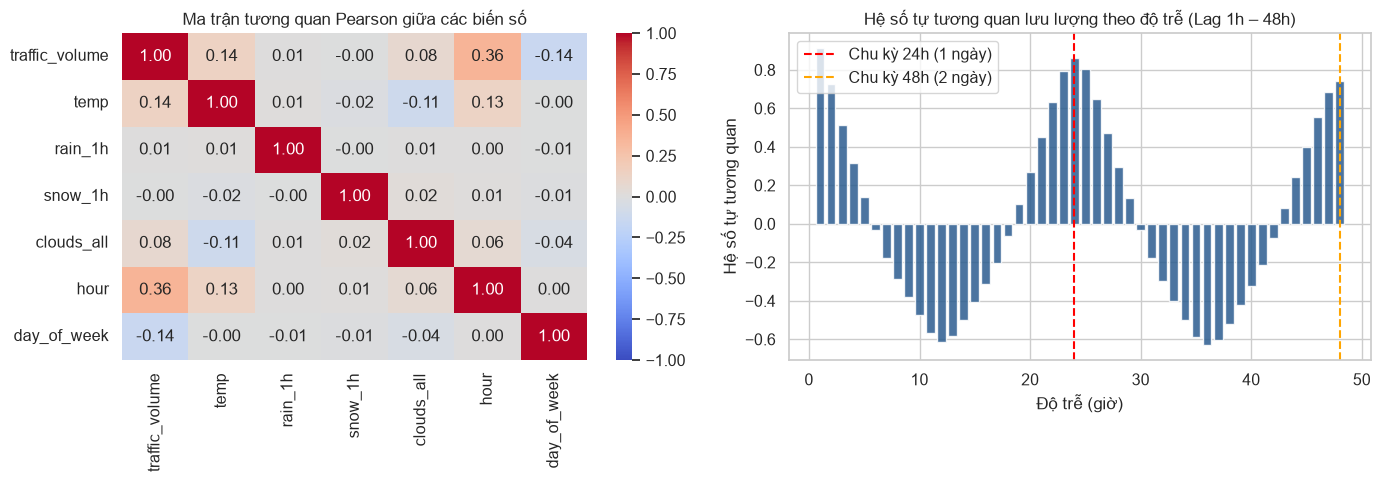 Ma trận tương quan Pearson giữa các biến số
traffic_volume 1.00 0.14 0.01 -0.00 0.08 0.36 -0.14
temp 0.14 1.00 0.01 -0.02 -0.11 0.13 -0.00
rain_1h 0.01 0.01 1.00 -0.00 0.01 0.00 -0.01
snow_1h -0.00 -0.02 -0.00 1.00 0.02 0.01 -0.01
clouds_all 0.08 -0.11 0.01 0.02 1.00 0.06 -0.04
hour 0.36 0.13 0.00 0.01 0.06 1.00 0.00
day_of_week -0.14 -0.00 -0.01 -0.01 -0.04 0.00 1.00
traffic_volume temp rain_1h snow_1h clouds_all hour day_of_week
1.00
0.75
0.50
0.25
0.00
−0.25
−0.50
−0.75
−1.00
Hệ số tự tương quan lưu lượng theo độ trễ (Lag 1h – 48h)
Chu kỳ 24h (1 ngày)
Chu kỳ 48h (2 ngày)
Hệ số tự tương quan
0.8
0.6
0.4
0.2
0.0
−0.2
−0.4
−0.6
0 10 20 30 40 50
Độ trễ (giờ)